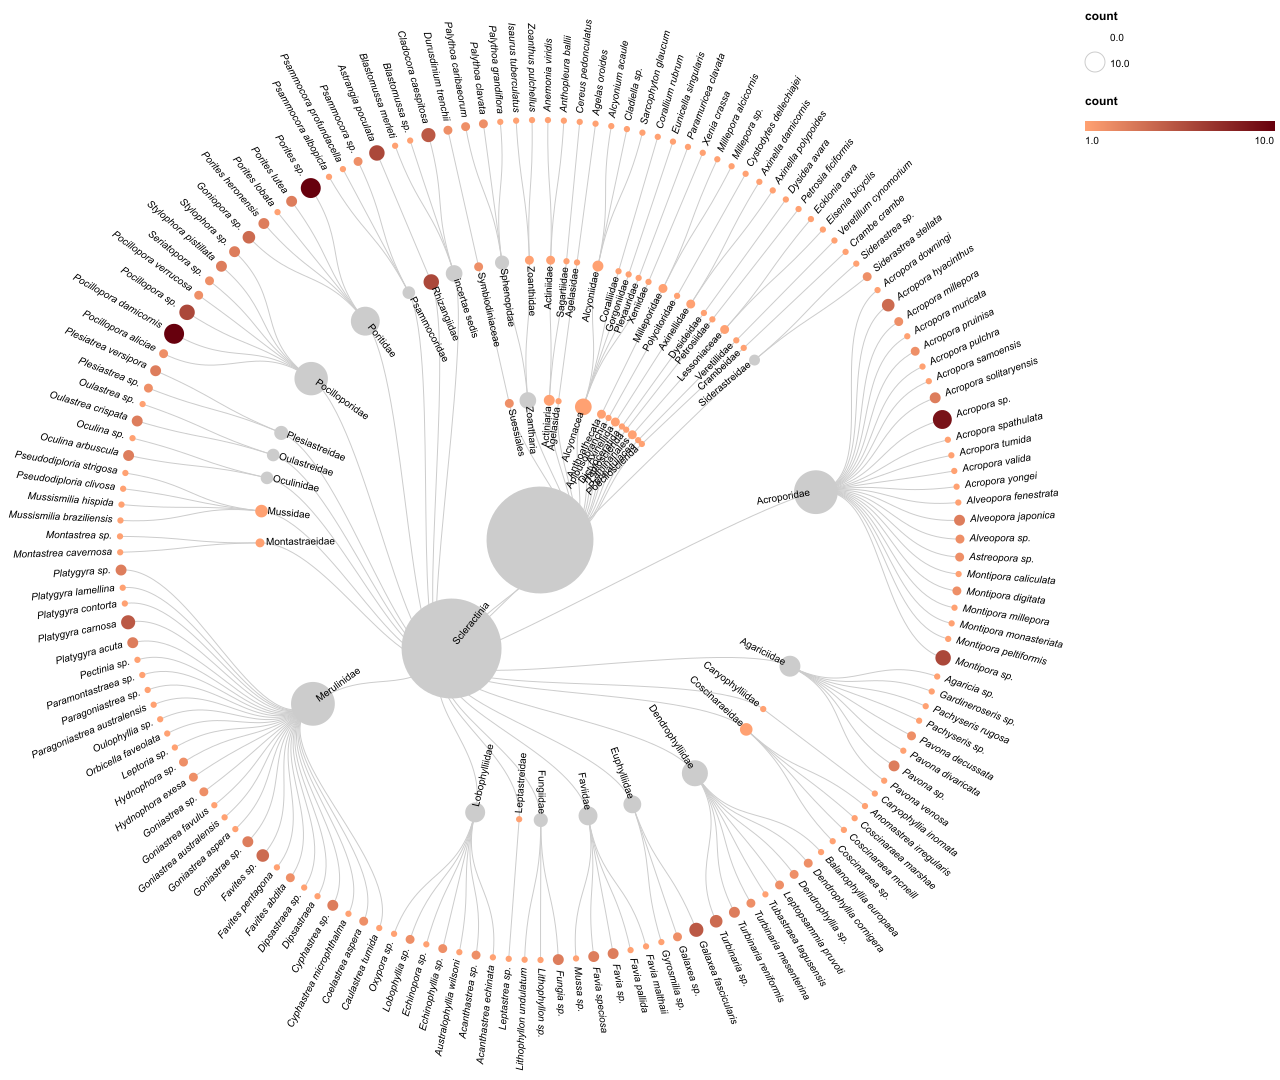 count
0.0
10.0
count
1.0 10.0
Psammocora albopicta
Psammocora profundacella
Psammocora sp.
Astrangia poculata
Blastomussa merleti
Blastomussa sp.
Cladocora caespitosa
Durusdinium trenchii
Palythoa caribaeorum
Palythoa clavata
Palythoa grandiflora
Isaurus tuberculatus
Zoanthus pulchellus
Anemonia viridis
Anthopleura ballii
Cereus pedonculatus
Agelas oroides
Alcyonium acaule
Cladiella sp.
Sarcophyton glaucum
Corallium rubrum
Eunicella singularis
Paramuricea clavata
Xenia crassa
Millepora alcicornis
Millepora sp.
Cystodytes dellechiajei
Axinella damicornis
Axinella polypoides
Dysidea avara
Petrosia ficiformis
Ecklonia cava
Eisenia bicyclis
Veretillum cynomorium
Crambe crambe
Siderastrea sp.
Siderastrea stellata
Acropora downingi
Acropora hyacinthus
Acropora millepora
Acropora muricata
Acropora pruinisa
Acropora pulchra
Acropora samoensis
Acropora solitaryensis
Acropora sp.
Acropora spathulata
Acropora tumida
Acropora valida
Acropora yongei
Alveopora fenestrata
Alveopora japonica
Alveopora sp.
Astreopora sp.
Montipora caliculata
Montipora digitata
Montipora millepora
Montipora monasteriata
Montipora peltiformis
Montipora sp.
Agaricia sp.
Gardineroseris sp.
Pachyseris rugosa
Pachyseris sp.
Pavona decussata
Pavona divaricata
Pavona sp.
Pavona venosa
Caryophyllia inornata
Anomastrea irregularis
Coscinaraea marshae
Coscinaraea mcneill
Coscinaraea sp.
Balanophyllia europaea
Dendrophyllia cornigera
Dendrophyllia sp.
Leptopsammia pruvoti
Tubastraea tagusensis
Turbinaria mesenterina
Turbinaria reniformis
Turbinaria sp.
Galaxea fascicularis
Galaxea sp.
Gyrosmilia sp.
Favia matthaii
Favia pallida
Favia sp.
Favia speciosa
Mussa sp.
Fungia sp.
Lithophyllon sp.
Lithophyllon undulatum
Leptastrea sp.
Acanthastrea echinata
Acanthastrea sp.
Australophyllia wilsoni
Echinophyllia sp.
Echinopora sp.
Lobophyllia sp.
Oxypora sp.
Caulastrea tumida
Coelastrea aspera
Cyphastrea microphthalma
Cyphastrea sp.
Dipsastraea
Dipsastraea sp.
Favites abdita
Favites pentagona
Favites sp.
Goniastrae sp.
Goniastrea aspera
Goniastrea australensis
Goniastrea favulus
Goniastrea sp.
Hydnophora exesa
Hydnophora sp.
Leptoria sp.
Orbicella faveolata
Oulophyllia sp.
Paragoniastrea australensis
Paragoniastrea sp.
Paramontastraea sp.
Pectinia sp.
Platygyra acuta
Platygyra carnosa
Platygyra contorta
Platygyra lamellina
Platygyra sp.
Montastrea cavernosa
Montastrea sp.
Mussismilia braziliensis
Mussismilia hispida
Pseudodiploria clivosa
Pseudodiploria strigosa
Oculina arbuscula
Oculina sp.
Oulastrea crispata
Oulastrea sp.
Plesiastrea sp.
Plesiatrea versipora
Pocillopora aliciae
Pocillopora damicornis
Pocillopora sp.
Pocillopora verrucosa
Seriatopora sp.
Stylophora pistillata
Stylophora sp.
Goniopora sp.
Porites heronensis
Porites lobata
Porites lutea
Porites sp.
Poritidae
Psammocoridae
Rhizangiidae
incertae sedis
Symbiodiniaceae
Sphenopidae
Zoanthidae
Actiniidae
Sagartiidae
Agelasidae
Alcyoniidae
Coralliidae
Gorgoniidae
Plexauridae
Xeniidae
Milleporidae
Polycitoridae
Axinellidae
Dysideidae
Petrosiidae
Lessoniaceae
Veretillidae
Crambeidae
Siderastreidae
Suessiales
Zoantharia
Actiniaria
Agelasida
Alcyonacea
Anthoathecata
Pocilloporidae
Plesiastreidae
Oulastreidae
Oculinidae
Mussidae
Montastraeidae
Merulinidae
Scleractinia
Acroporidae
Agariciidae
Caryophylliidae
Coscinaraeidae
Dendrophylliidae
Euphylliidae
Faviidae
Fungiidae
Leptastreidae
Lobophylliidae